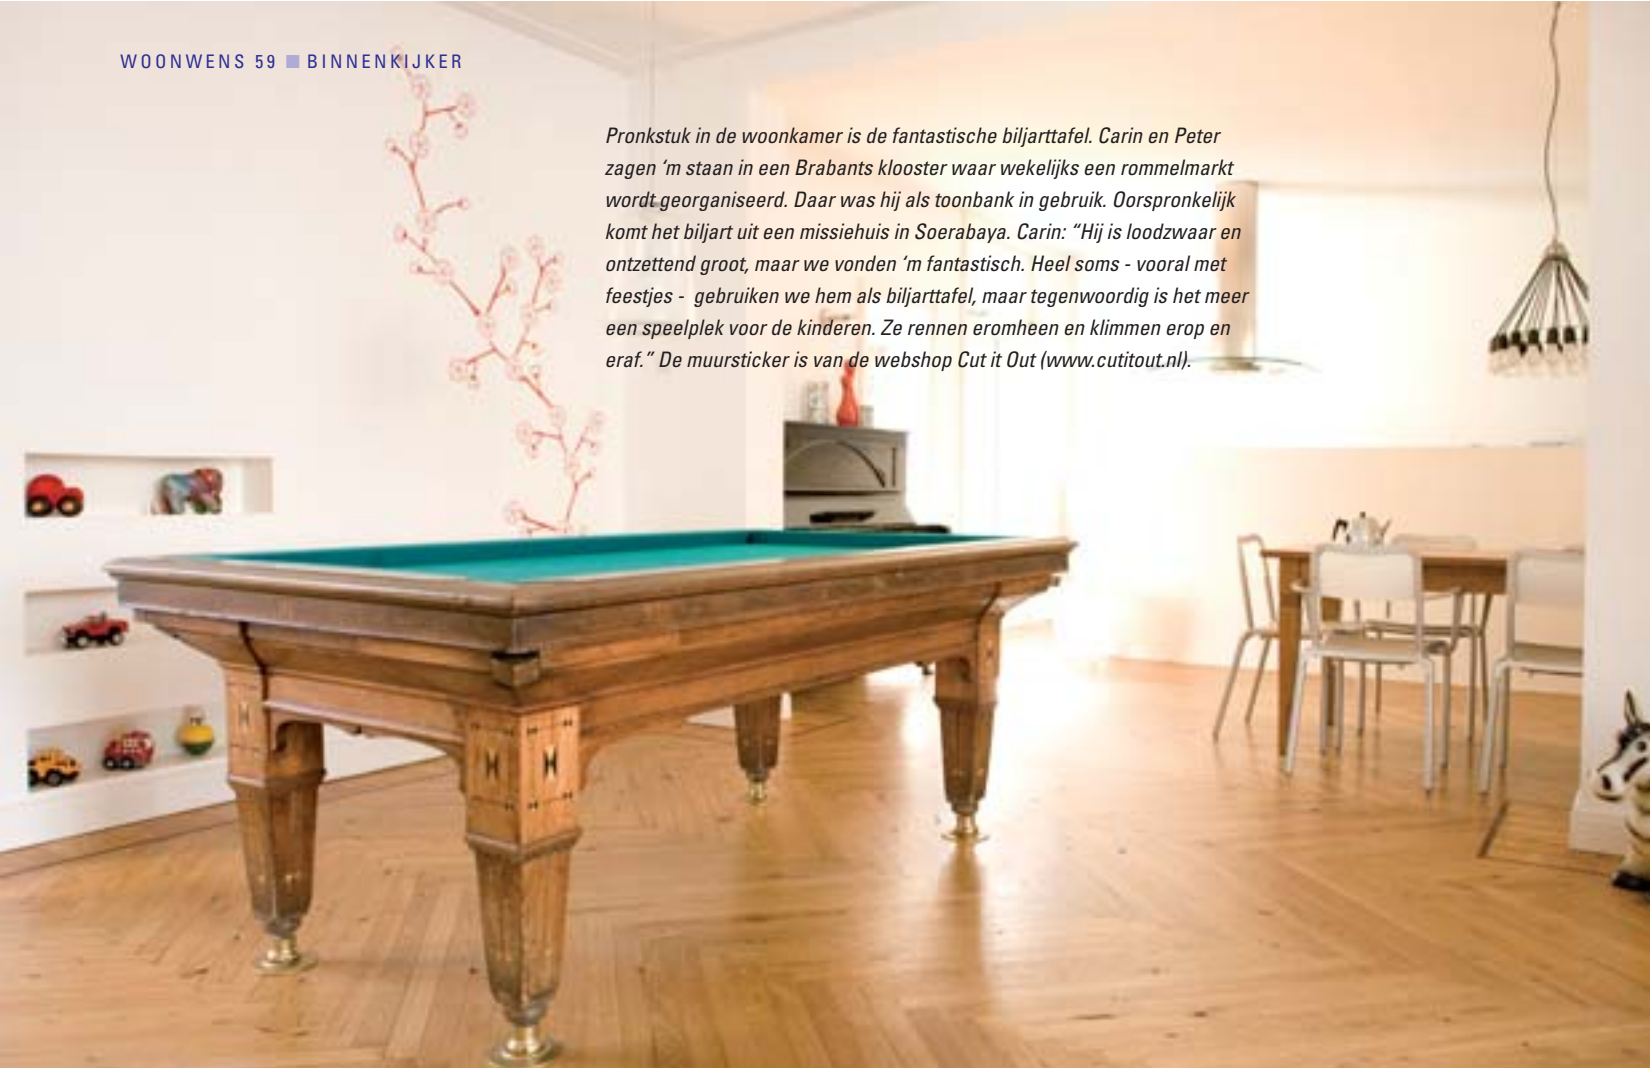 WOONWENS 59 ■ BINNENKIJKER
Pronkstuk in de woonkamer is de fantastische biljarttafel. Carin en Peter
zagen ‘m staan in een Brabants klooster waar wekelijks een rommelmarkt
wordt georganiseerd. Daar was hij als toonbank in gebruik. Oorspronkelijk
komt het biljart uit een missiehuis in Soerabaya. Carin: “Hij is loodzwaar en
ontzettend groot, maar we vonden ‘m fantastisch. Heel soms - vooral met
feestjes - gebruiken we hem als biljarttafel, maar tegenwoordig is het meer
een speelplek voor de kinderen. Ze rennen eromheen en klimmen erop en
eraf.” De muursticker is van de webshop Cut it Out (www.cutitout.nl).